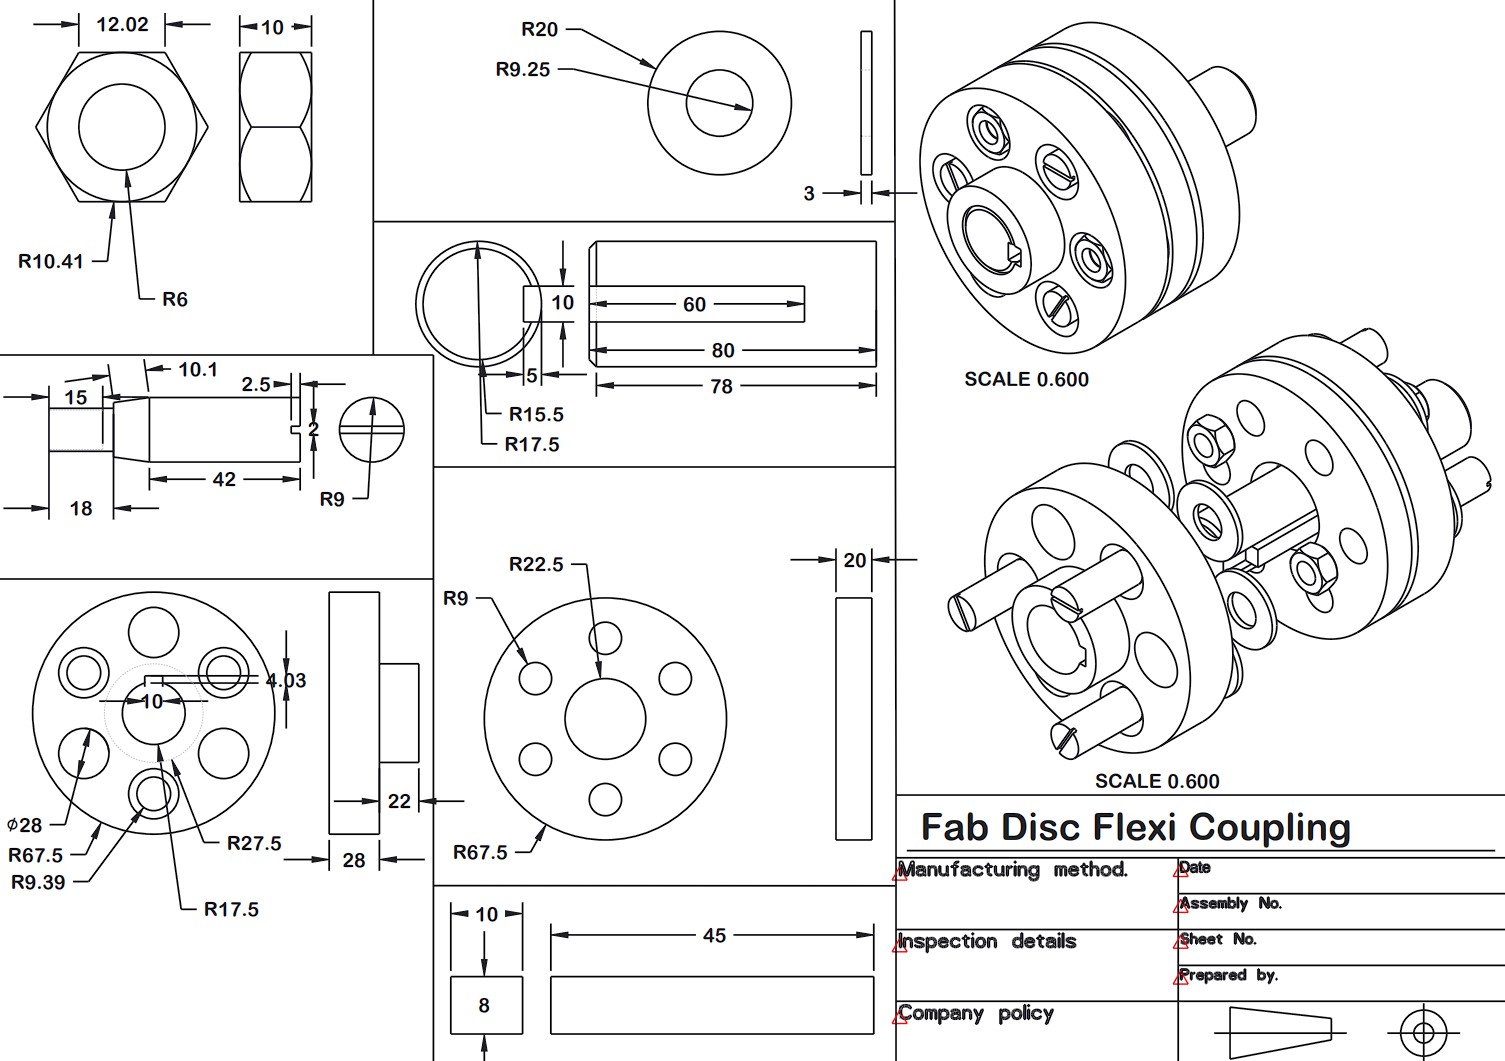 12.02
10
R10.41
R6
R20
R9.25
3
10
60
80
5
78
R15.5
R17.5
10.1
15
2.5
2
42
18
R9
4.03
10
22
28
Φ28
R67.5
R9.39
R27.5
R17.5
R22.5
R9
20
R67.5
10
45
8
SCALE 0.600
SCALE 0.600
Fab Disc Flexi Coupling
Manufacturing method.
Date
Assembly No.
Inspection details
Sheet No.
Prepared by.
Company policy